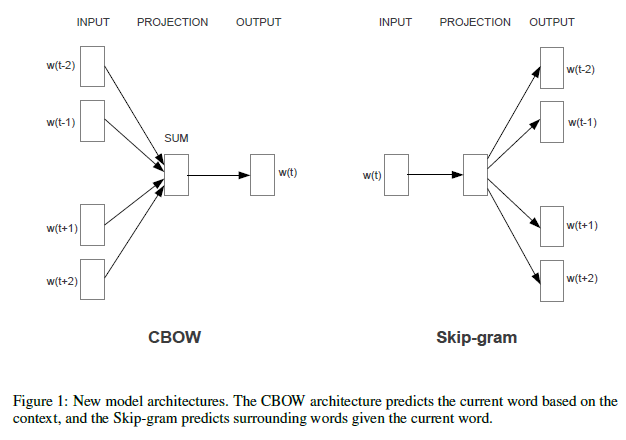 INPUT PROJECTION OUTPUT
w(t-2)
w(t-1)
SUM
w(t)
w(t+1)
w(t+2)
CBOW
INPUT PROJECTION OUTPUT
w(t-2)
w(t-1)
w(t)
w(t+1)
w(t+2)
Skip-gram
Figure 1: New model architectures. The CBOW architecture predicts the current word based on the
context, and the Skip-gram predicts surrounding words given the current word.